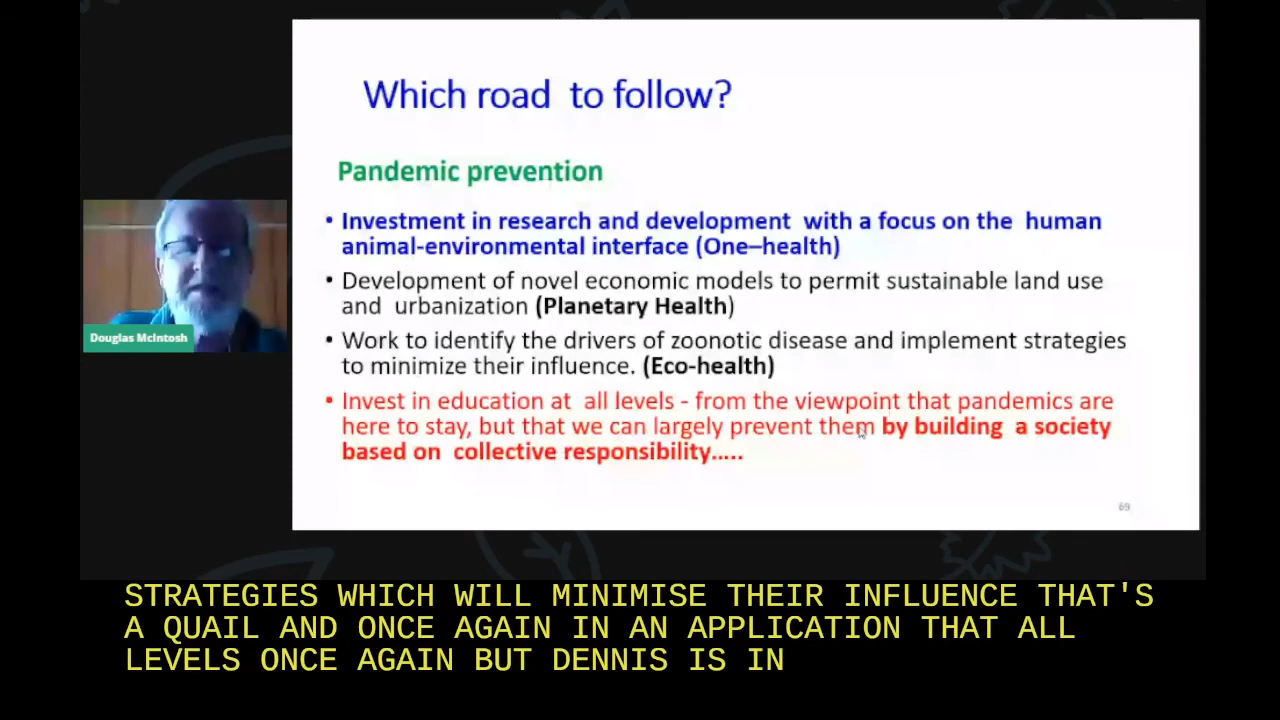 Which road to follow?
Pandemic prevention
• Investment in research and development with a focus on the human
animal-environmental interface (One–health)
• Development of novel economic models to permit sustainable land use
and urbanization (Planetary Health)
• Work to identify the drivers of zoonotic disease and implement strategies
to minimize their influence. (Eco-health)
• Invest in education at all levels - from the viewpoint that pandemics are
here to stay, but that we can largely prevent them by building a society
based on collective responsibility.....
69
Douglas McIntosh
STRATEGIES WHICH WILL MINIMISE THEIR INFLUENCE THAT'S
A QUAIL AND ONCE AGAIN IN AN APPLICATION THAT ALL
LEVELS ONCE AGAIN BUT DENNIS IS IN